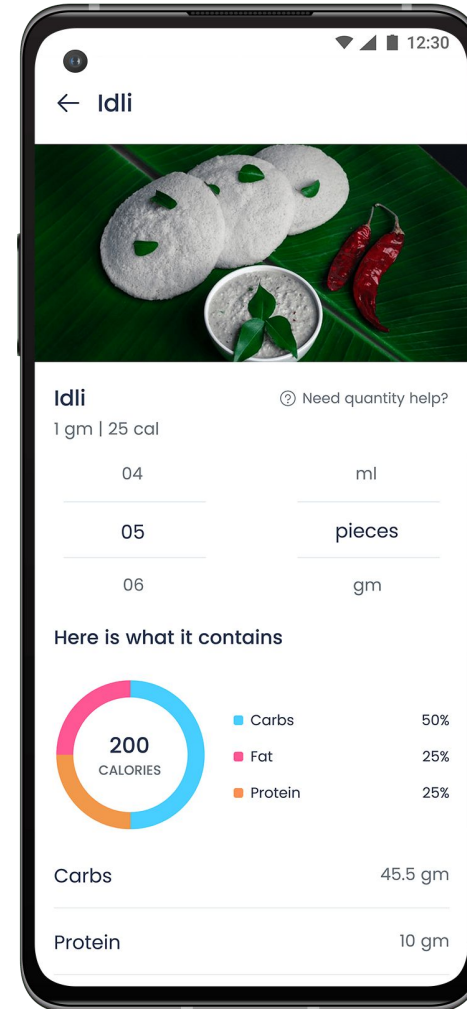 12:30
← Idli
Idli
Need quantity help?
1 gm | 25 cal
04 ml
05 pieces
06 gm
Here is what it contains
200
CALORIES
Carbs 50%
Fat 25%
Protein 25%
Carbs 45.5 gm
Protein 10 gm